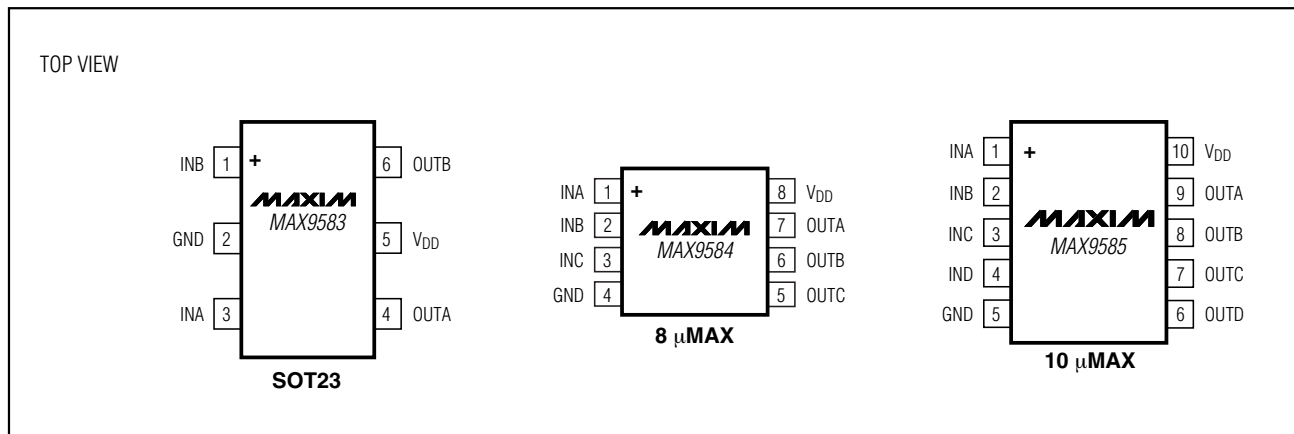 TOP VIEW
INB 1 + 6 OUTB
MAXIM
MAX9583
GND 2 5 VDD
INA 3 4 OUTA
SOT23
INA 1 + 8 VDD
INB 2 MAXIM 7 OUTA
MAX9584
INC 3 6 OUTB
GND 4 5 OUTC
8 μMAX
INA 1 + 10 VDD
INB 2 9 OUTA
MAXIM
INC 3 8 OUTB
MAX9585
IND 4 7 OUTC
GND 5 6 OUTD
10 μMAX